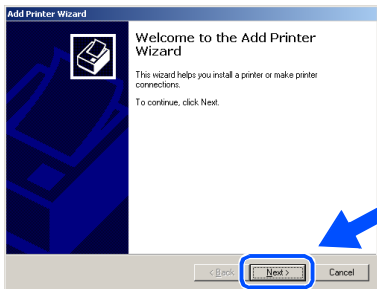 Add Printer Wizard
Welcome to the Add Printer
Wizard
This wizard helps you install a printer or make printer
connections.
To continue, click Next.
< Back
Next >
Cancel